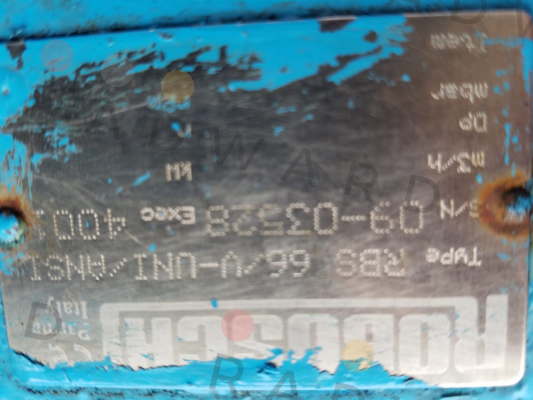 ROBUSCHI
Parma
Italy
Type RBS 66/V-UNI/ANSI
S/N 09-03528 Exec
m3/h kW
Dp
mbar
Item